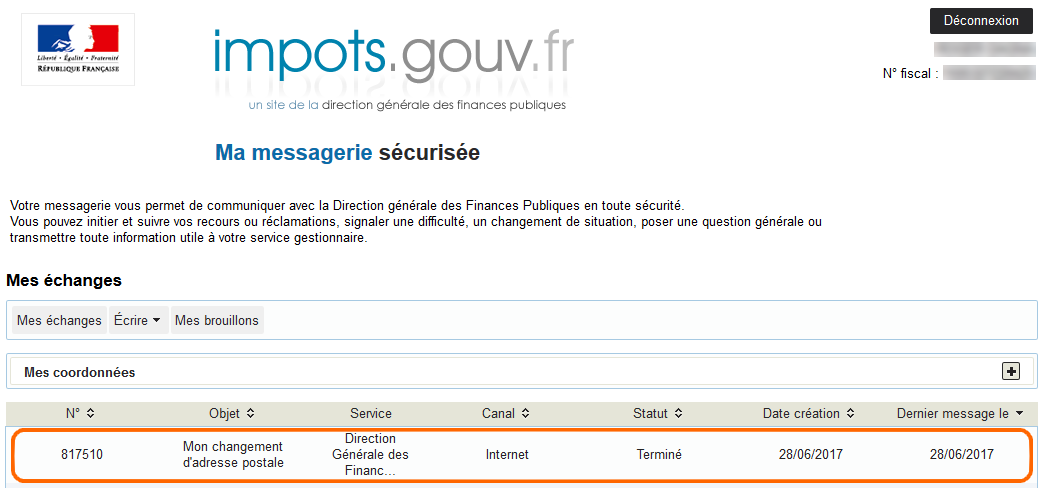 Déconnexion
Liberté • Égalité • Fraternité
RÉPUBLIQUE FRANÇAISE
impots.gouv.fr
N° fiscal :
un site de la direction générale des finances publiques
Ma messagerie sécurisée
Votre messagerie vous permet de communiquer avec la Direction générale des Finances Publiques en toute sécurité.
Vous pouvez initier et suivre vos recours ou réclamations, signaler une difficulté, un changement de situation, poser une question générale ou
transmettre toute information utile à votre service gestionnaire.
Mes échanges
Mes échanges Écrire Mes brouillons
Mes coordonnées
N° Objet Service Canal Statut Date création Dernier message le
817510 Mon changement d'adresse postale Direction Générale des Financ... Internet Terminé 28/06/2017 28/06/2017